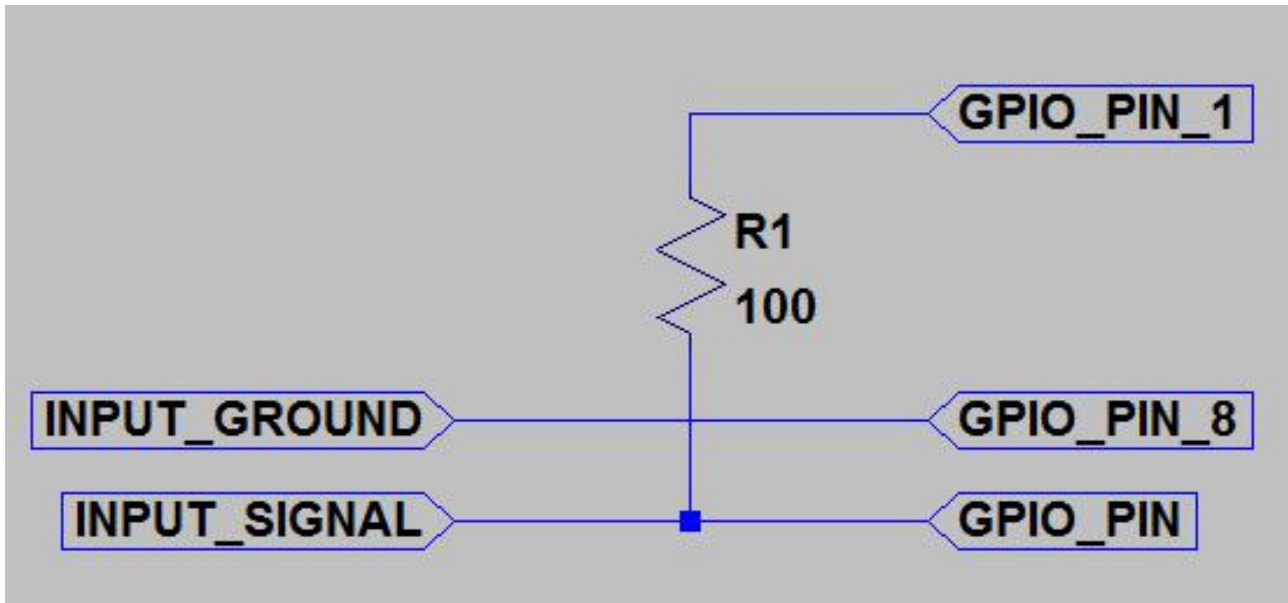 GPIO_PIN_1
R1
100
INPUT_GROUND GPIO_PIN_8
INPUT_SIGNAL GPIO_PIN